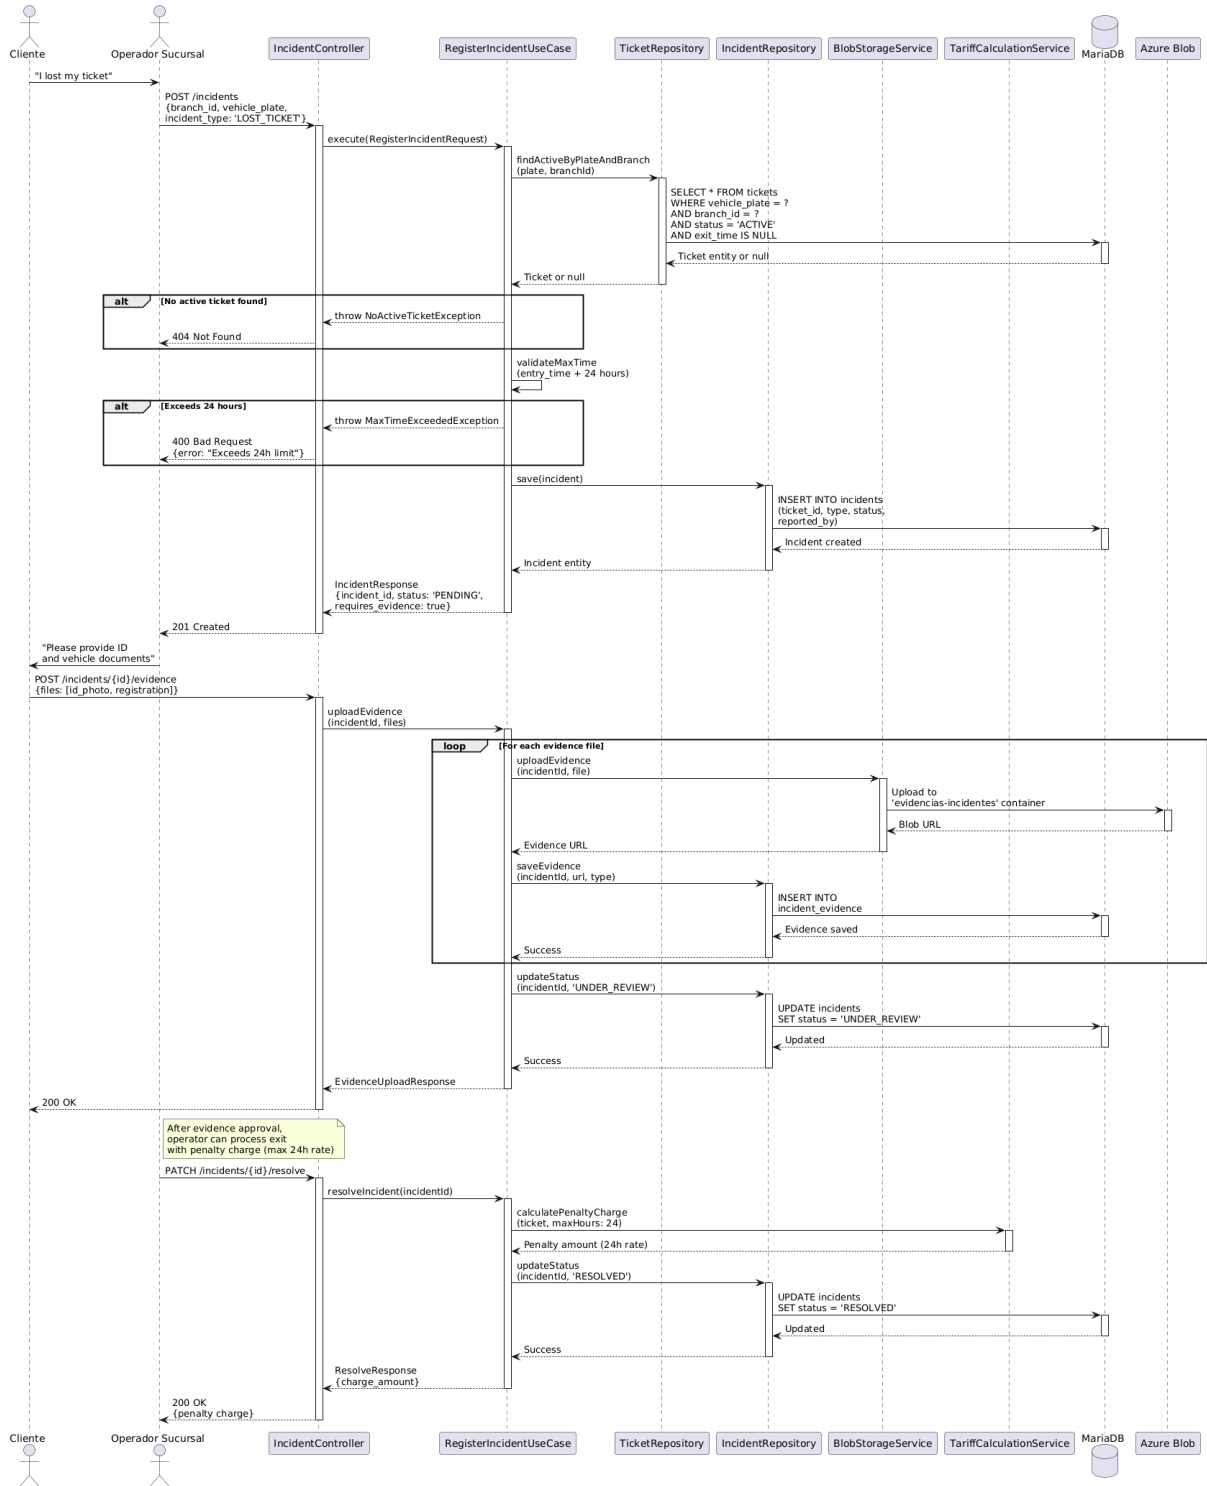 Cliente
Operador Sucursal
IncidentController
RegisterIncidentUseCase
TicketRepository
IncidentRepository
BlobStorageService
TariffCalculationService
MariaDB
Azure Blob
"I lost my ticket"
POST /incidents
{branch_id, vehicle_plate,
incident_type: 'LOST_TICKET'}
execute(RegisterIncidentRequest)
findActiveByPlateAndBranch
(plate, branchId)
SELECT * FROM tickets
WHERE vehicle_plate = ?
AND branch_id = ?
AND status = 'ACTIVE'
AND exit_time IS NULL
Ticket entity or null
Ticket or null
alt
[No active ticket found]
throw NoActiveTicketException
404 Not Found
validateMaxTime
(entry_time + 24 hours)
alt
[Exceeds 24 hours]
throw MaxTimeExceededException
400 Bad Request
{error: "Exceeds 24h limit"}
save(incident)
INSERT INTO incidents
(ticket_id, type, status,
reported_by)
Incident created
Incident entity
IncidentResponse
{incident_id, status: 'PENDING',
requires_evidence: true}
201 Created
"Please provide ID
and vehicle documents"
POST /incidents/{id}/evidence
{files: [id_photo, registration]}
uploadEvidence
(incidentId, files)
loop
[For each evidence file]
uploadEvidence
(incidentId, file)
Upload to
'evidencias-incidentes' container
Blob URL
Evidence URL
saveEvidence
(incidentId, url, type)
INSERT INTO
incident_evidence
Evidence saved
Success
updateStatus
(incidentId, 'UNDER_REVIEW')
UPDATE incidents
SET status = 'UNDER_REVIEW'
Updated
Success
EvidenceUploadResponse
200 OK
After evidence approval,
operator can process exit
with penalty charge (max 24h rate)
PATCH /incidents/{id}/resolve
resolveIncident(incidentId)
calculatePenaltyCharge
(ticket, maxHours: 24)
Penalty amount (24h rate)
updateStatus
(incidentId, 'RESOLVED')
UPDATE incidents
SET status = 'RESOLVED'
Updated
Success
ResolveResponse
{charge_amount}
200 OK
{penalty charge}
Cliente
Operador Sucursal
IncidentController
RegisterIncidentUseCase
TicketRepository
IncidentRepository
BlobStorageService
TariffCalculationService
MariaDB
Azure Blob